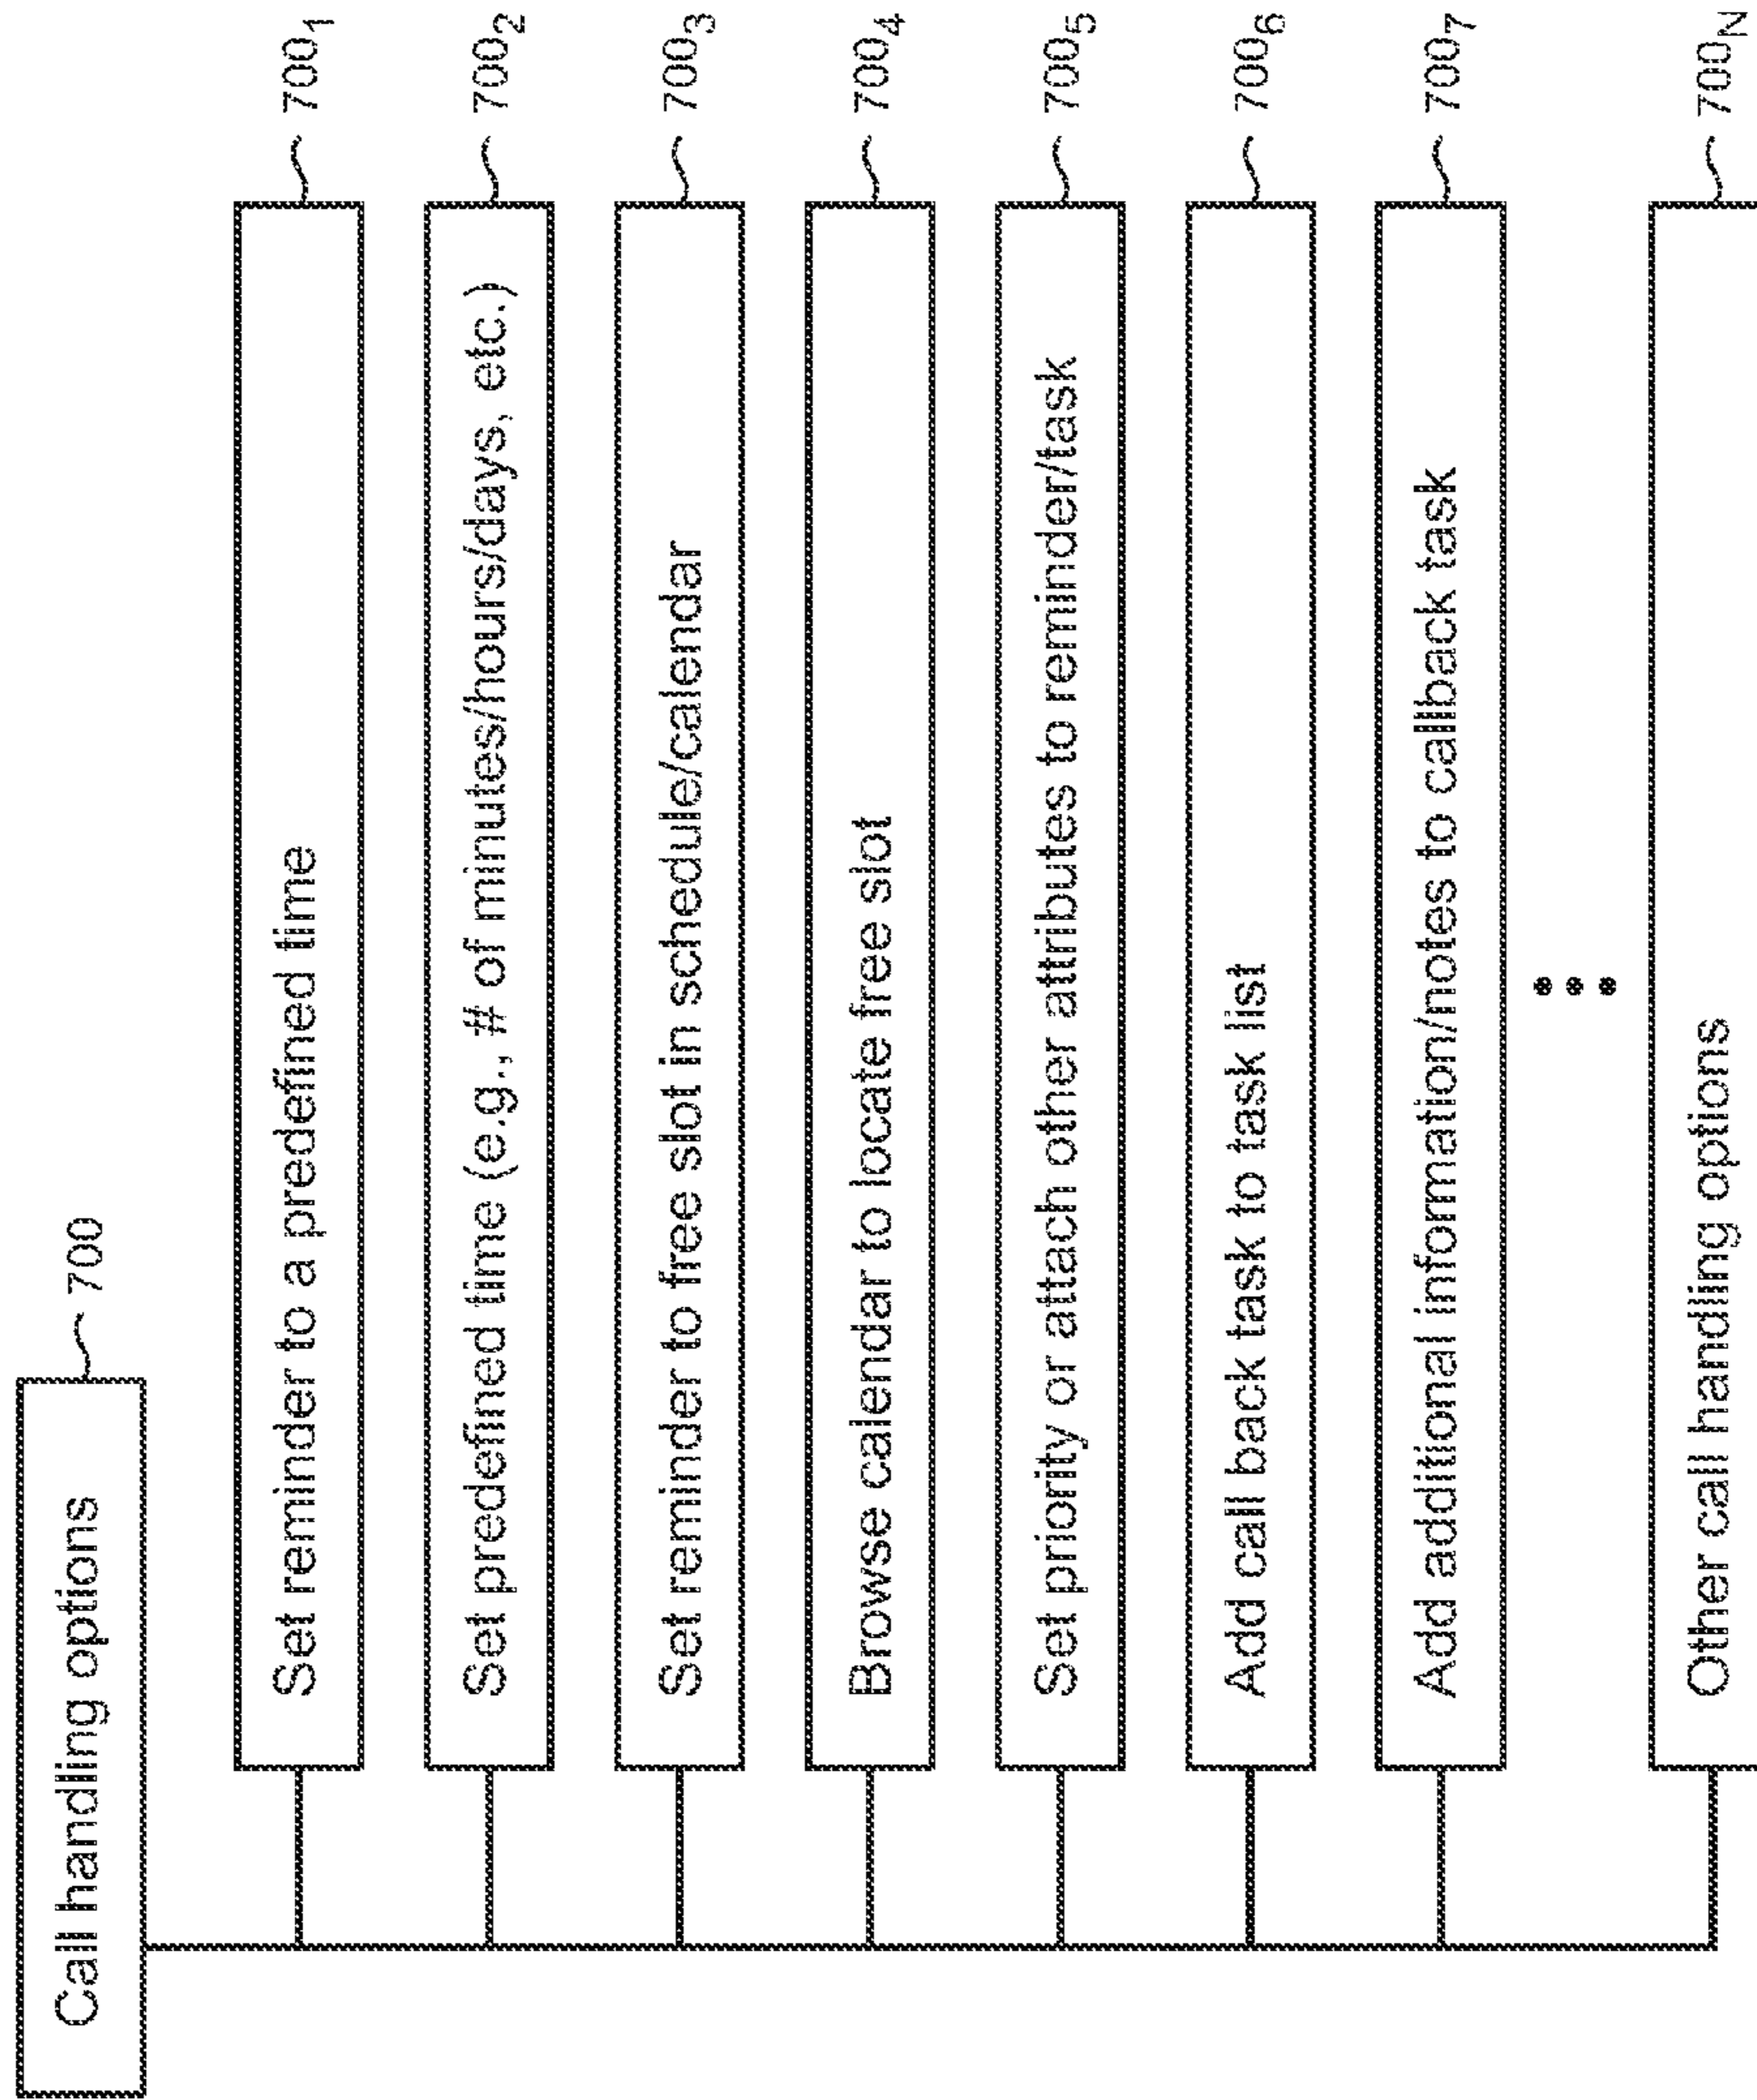 Call handling options
700
Set reminder to a predefined time
700₁
Set predefined time (e.g., # of minutes/hours/days, etc.)
700₂
Set reminder to free slot in schedule/calendar
700₃
Browse calendar to locate free slot
700₄
Set priority or attach other attributes to reminder/task
700₅
Add call back task to task list
700₆
Add additional information/notes to callback task
700₇
Other call handling options
700N